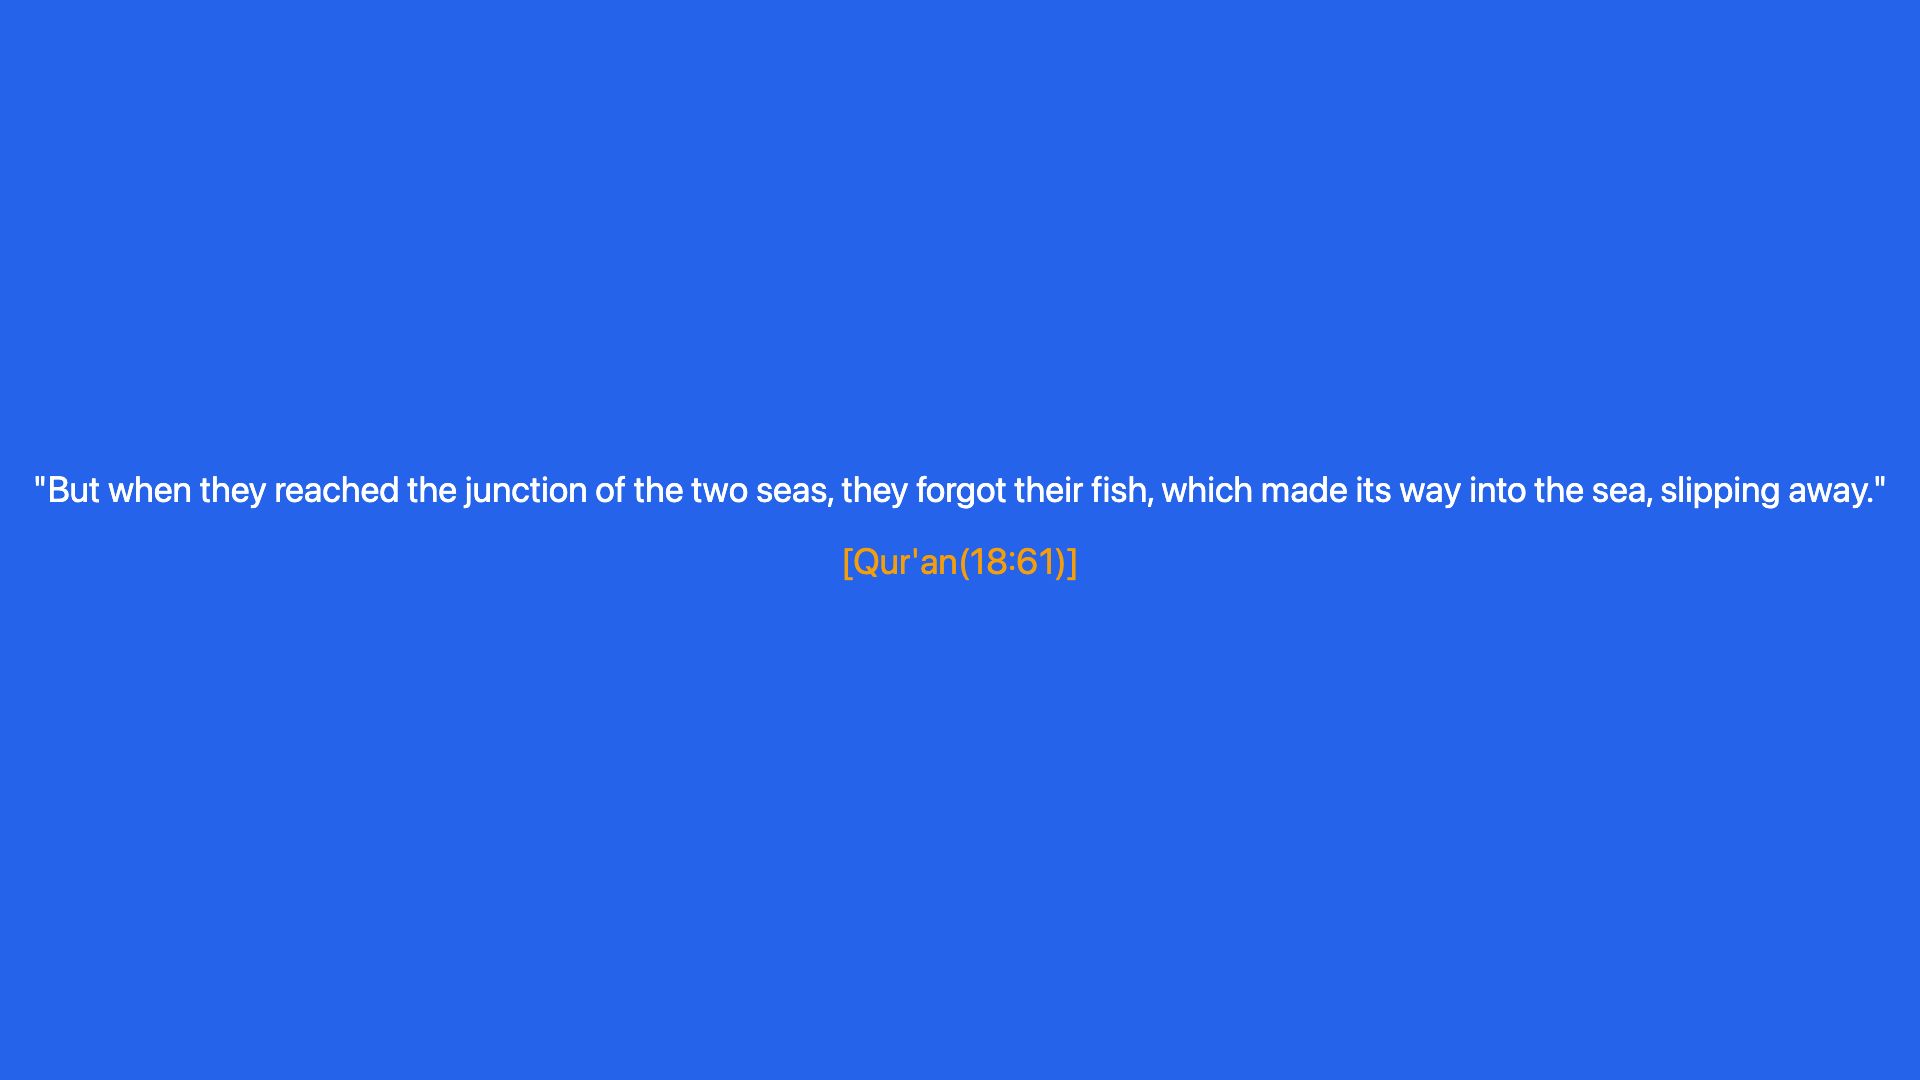 "But when they reached the junction of the two seas, they forgot their fish, which made its way into the sea, slipping away."
[Qur'an(18:61)]